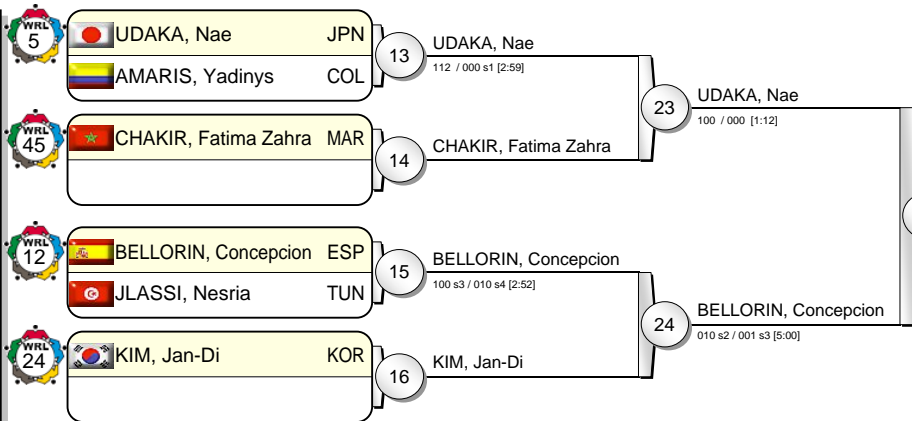 WRL
5
UDAKA, Nae JPN
AMARIS, Yadinys COL
13
UDAKA, Nae
112 / 000 s1 [2:59]
WRL
45
CHAKIR, Fatima Zahra MAR
14
CHAKIR, Fatima Zahra
23
UDAKA, Nae
100 / 000 [1:12]
WRL
12
BELLORIN, Concepcion ESP
JLASSI, Nesria TUN
15
BELLORIN, Concepcion
100 s3 / 010 s4 [2:52]
WRL
24
KIM, Jan-Di KOR
16
KIM, Jan-Di
24
BELLORIN, Concepcion
010 s2 / 001 s3 [5:00]